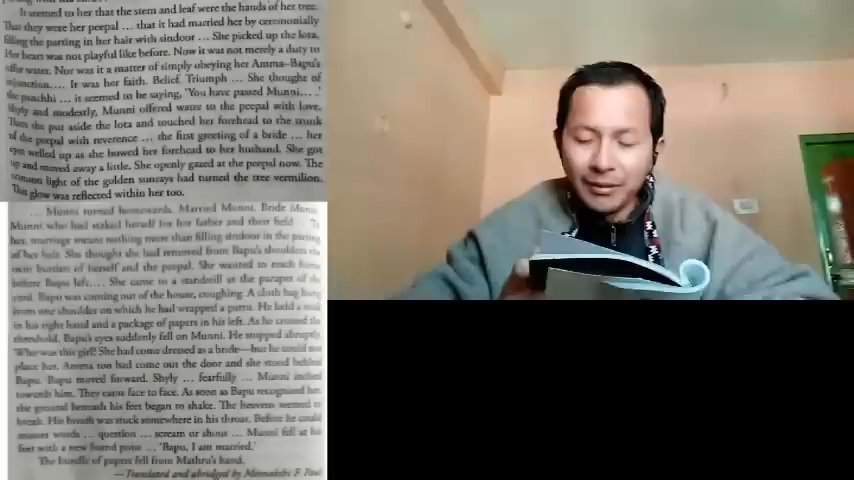 It seemed to her that the stem and leaf were the hands of her tree.
That they were her peepal ... that it had married her by ceremonially
filling the parting in her hair with sindoor ... She picked up the lota.
Her heart was not playful like before. Now it was not merely a duty to
offer water. Nor was it a matter of simply obeying her Amma-Bapu's
injunction.... It was her faith. Belief. Triumph ... She thought of
the panchhi ... it seemed to be saying, 'You have passed Munni... .'
Shyly and modestly, Munni offered water to the peepal with love.
Then she put aside the lota and touched her forehead to the trunk
of the peepal with reverence ... the first greeting of a bride ... her
eyes welled up as she bowed her forehead to her husband. She got
up and moved away a little. She openly gazed at the peepal now. The
crimson light of the golden sunrays had turned the tree vermilion.
This glow was reflected within her too.
... Munni turned homewards. Married Munni. Bride Munni.
Munni who had staked herself for her father and their field ... To
her, marriage meant nothing more than filling sindoor in the parting
of her hair. She thought she had removed from Bapu's shoulders the
burden of herself and the peepal. She wanted to reach home
before Bapu left.... She came to a standstill at the parapet of the
yard. Bapu was coming out of the house, coughing. A cloth bag hung
from one shoulder on which he had wrapped a parna. He held a
in his right hand and a package of papers in his left. As he crossed the
threshold, Bapu's eyes suddenly fell on Munni. He stopped abruptly.
Who was this girl? She had come dressed as a bride—but he could not
place her. Amma too had come out the door and she stood behind
Bapu. Bapu moved forward. Shyly ... fearfully ... Munni inched
towards him. They came face to face. As soon as Bapu recognised her
the ground beneath his feet began to shake. The heavens seemed to
break. His breath was stuck somewhere in his throat. Before he could
muster words ... question ... scream or shout ... Munni fell at his
feet with a new found poise ... 'Bapu, I am married.'
The bundle of papers fell from Mathru's hand.
—Translated and abridged by Meenakshi F. Paul